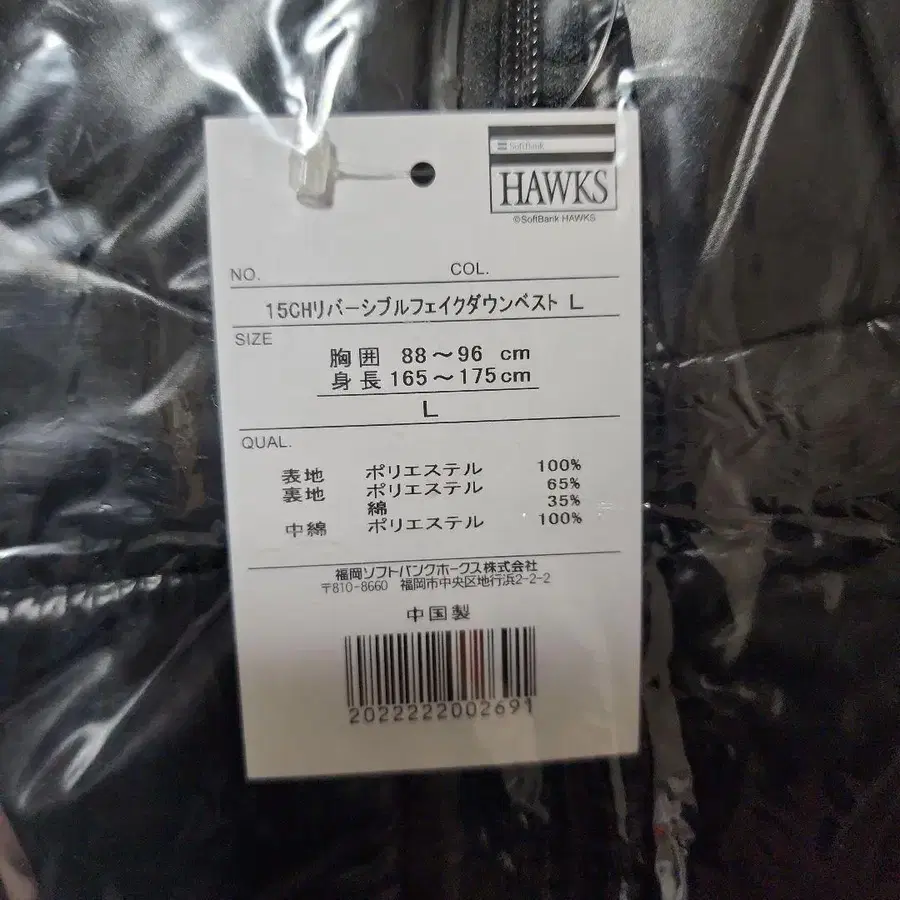 SoftBank
HAWKS
©SoftBank HAWKS
NO. COL.
15CHリバーシブルフェイクダウンベスト L
SIZE
胸囲 88～96 cm
身長 165～175cm
L
QUAL.
表地 ポリエステル 100%
裏地 ポリエステル 65%
綿 35%
中綿 ポリエステル 100%
福岡ソフトバンクホークス株式会社
〒810-8660 福岡市中央区地行浜2-2-2
中国製
2022222002691